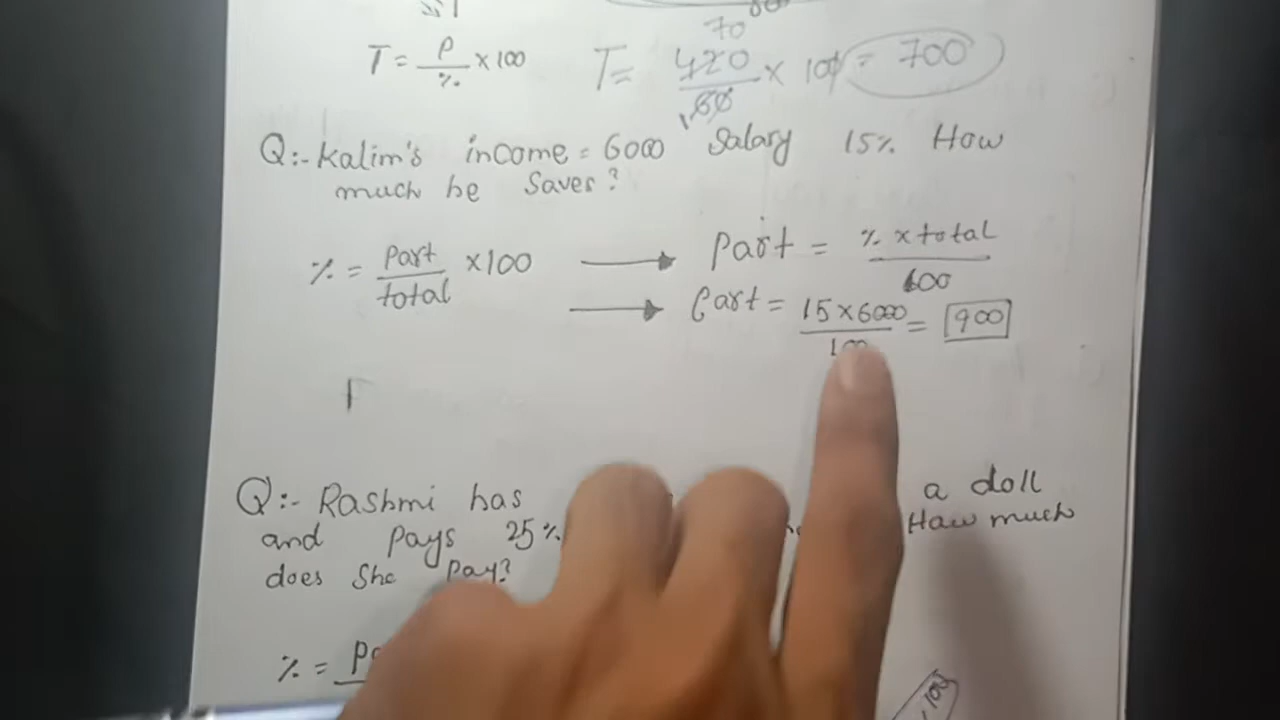 70
T = P/% ×100 T = 420/60 × 100 = 700
Q:- Kalim's income = 6000 Salary 15% How
much he Saves?
% = Part/total ×100 → Part = % × total/100
→ Part = 15×6000/100 = 900
Q:- Rashmi has a doll
and pays 25% Haw much
does She pay?
% =